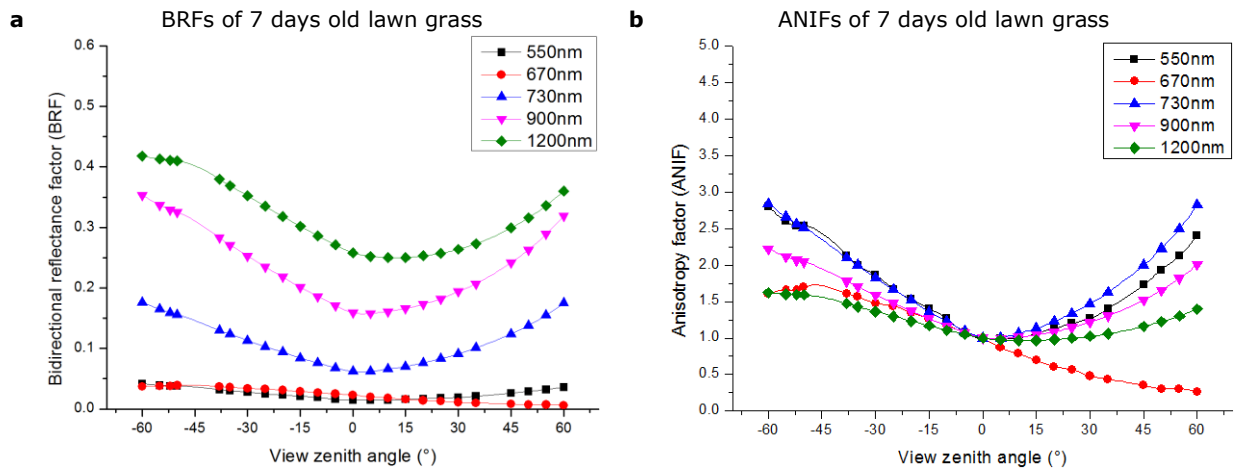 a
BRFs of 7 days old lawn grass
0.6
0.5
0.4
0.3
0.2
0.1
0.0
Bidirectional reflectance factor (BRF)
550nm
670nm
730nm
900nm
1200nm
-60 -45 -30 -15 0 15 30 45 60
View zenith angle (°)
b
ANIFs of 7 days old lawn grass
5.0
4.5
4.0
3.5
3.0
2.5
2.0
1.5
1.0
0.5
0.0
Anisotropy factor (ANIF)
550nm
670nm
730nm
900nm
1200nm
-60 -45 -30 -15 0 15 30 45 60
View zenith angle (°)